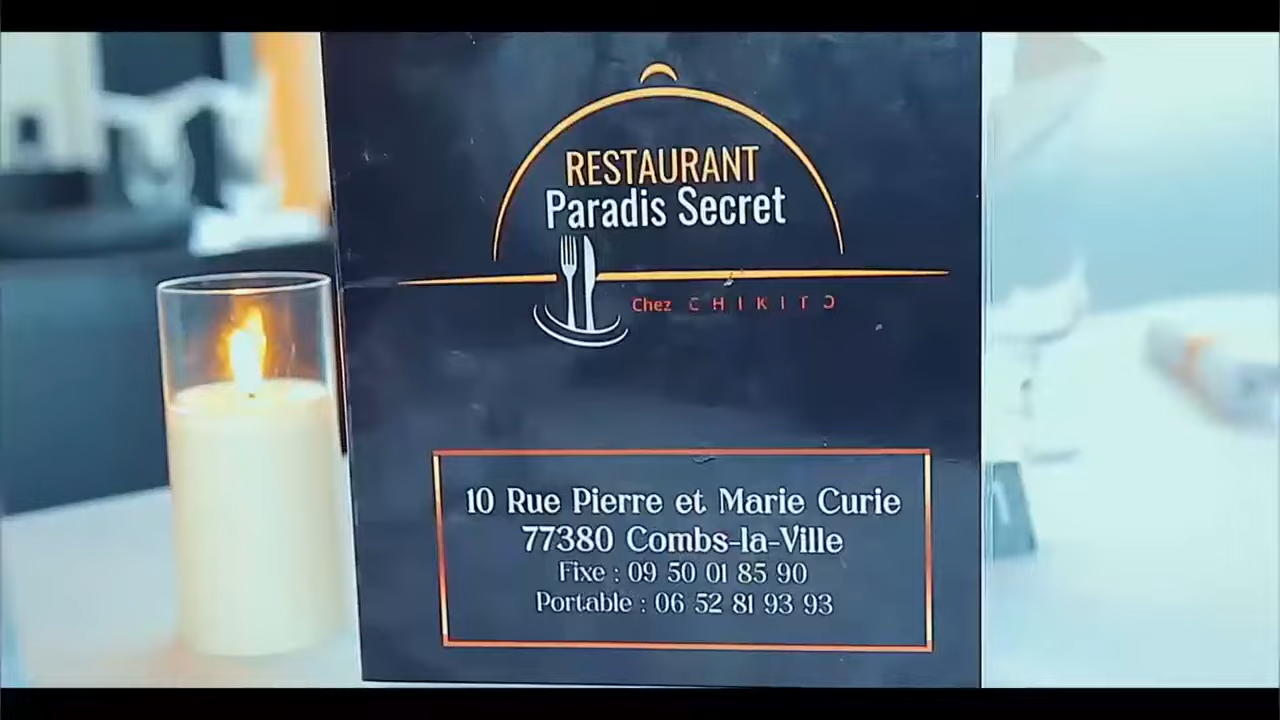 RESTAURANT
Paradis Secret
Chez CHIKITO
10 Rue Pierre et Marie Curie
77380 Combs-la-Ville
Fixe : 09 50 01 85 90
Portable : 06 52 81 93 93